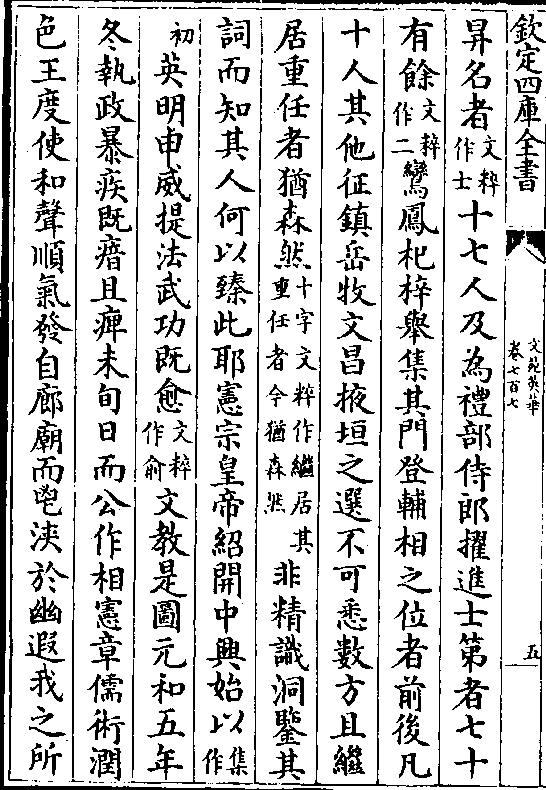 欽定四庫全書
文苑英華
卷七百七
五
昇名者文粹作士十七人及為禮部侍郎擢進士第者七十
有餘文粹作二鸞鳳杞梓舉集其門登輔相之位者前後凡
十人其他征鎮岳牧文昌掖垣之選不可悉數方且繼
居重任者猶森然十字文粹作繼居其重任者今猶森然非精識洞鑒其
詞而知其人何以臻此耶憲宗皇帝紹開中興始以集作
初英明申威提法武功既愈文粹作俞文教是圖元和五年
冬執政暴疾既瘖且痺未旬日而公作相憲章儒術潤
色王度使和聲順氣發自廊廟而鬯浹於幽遐我之所